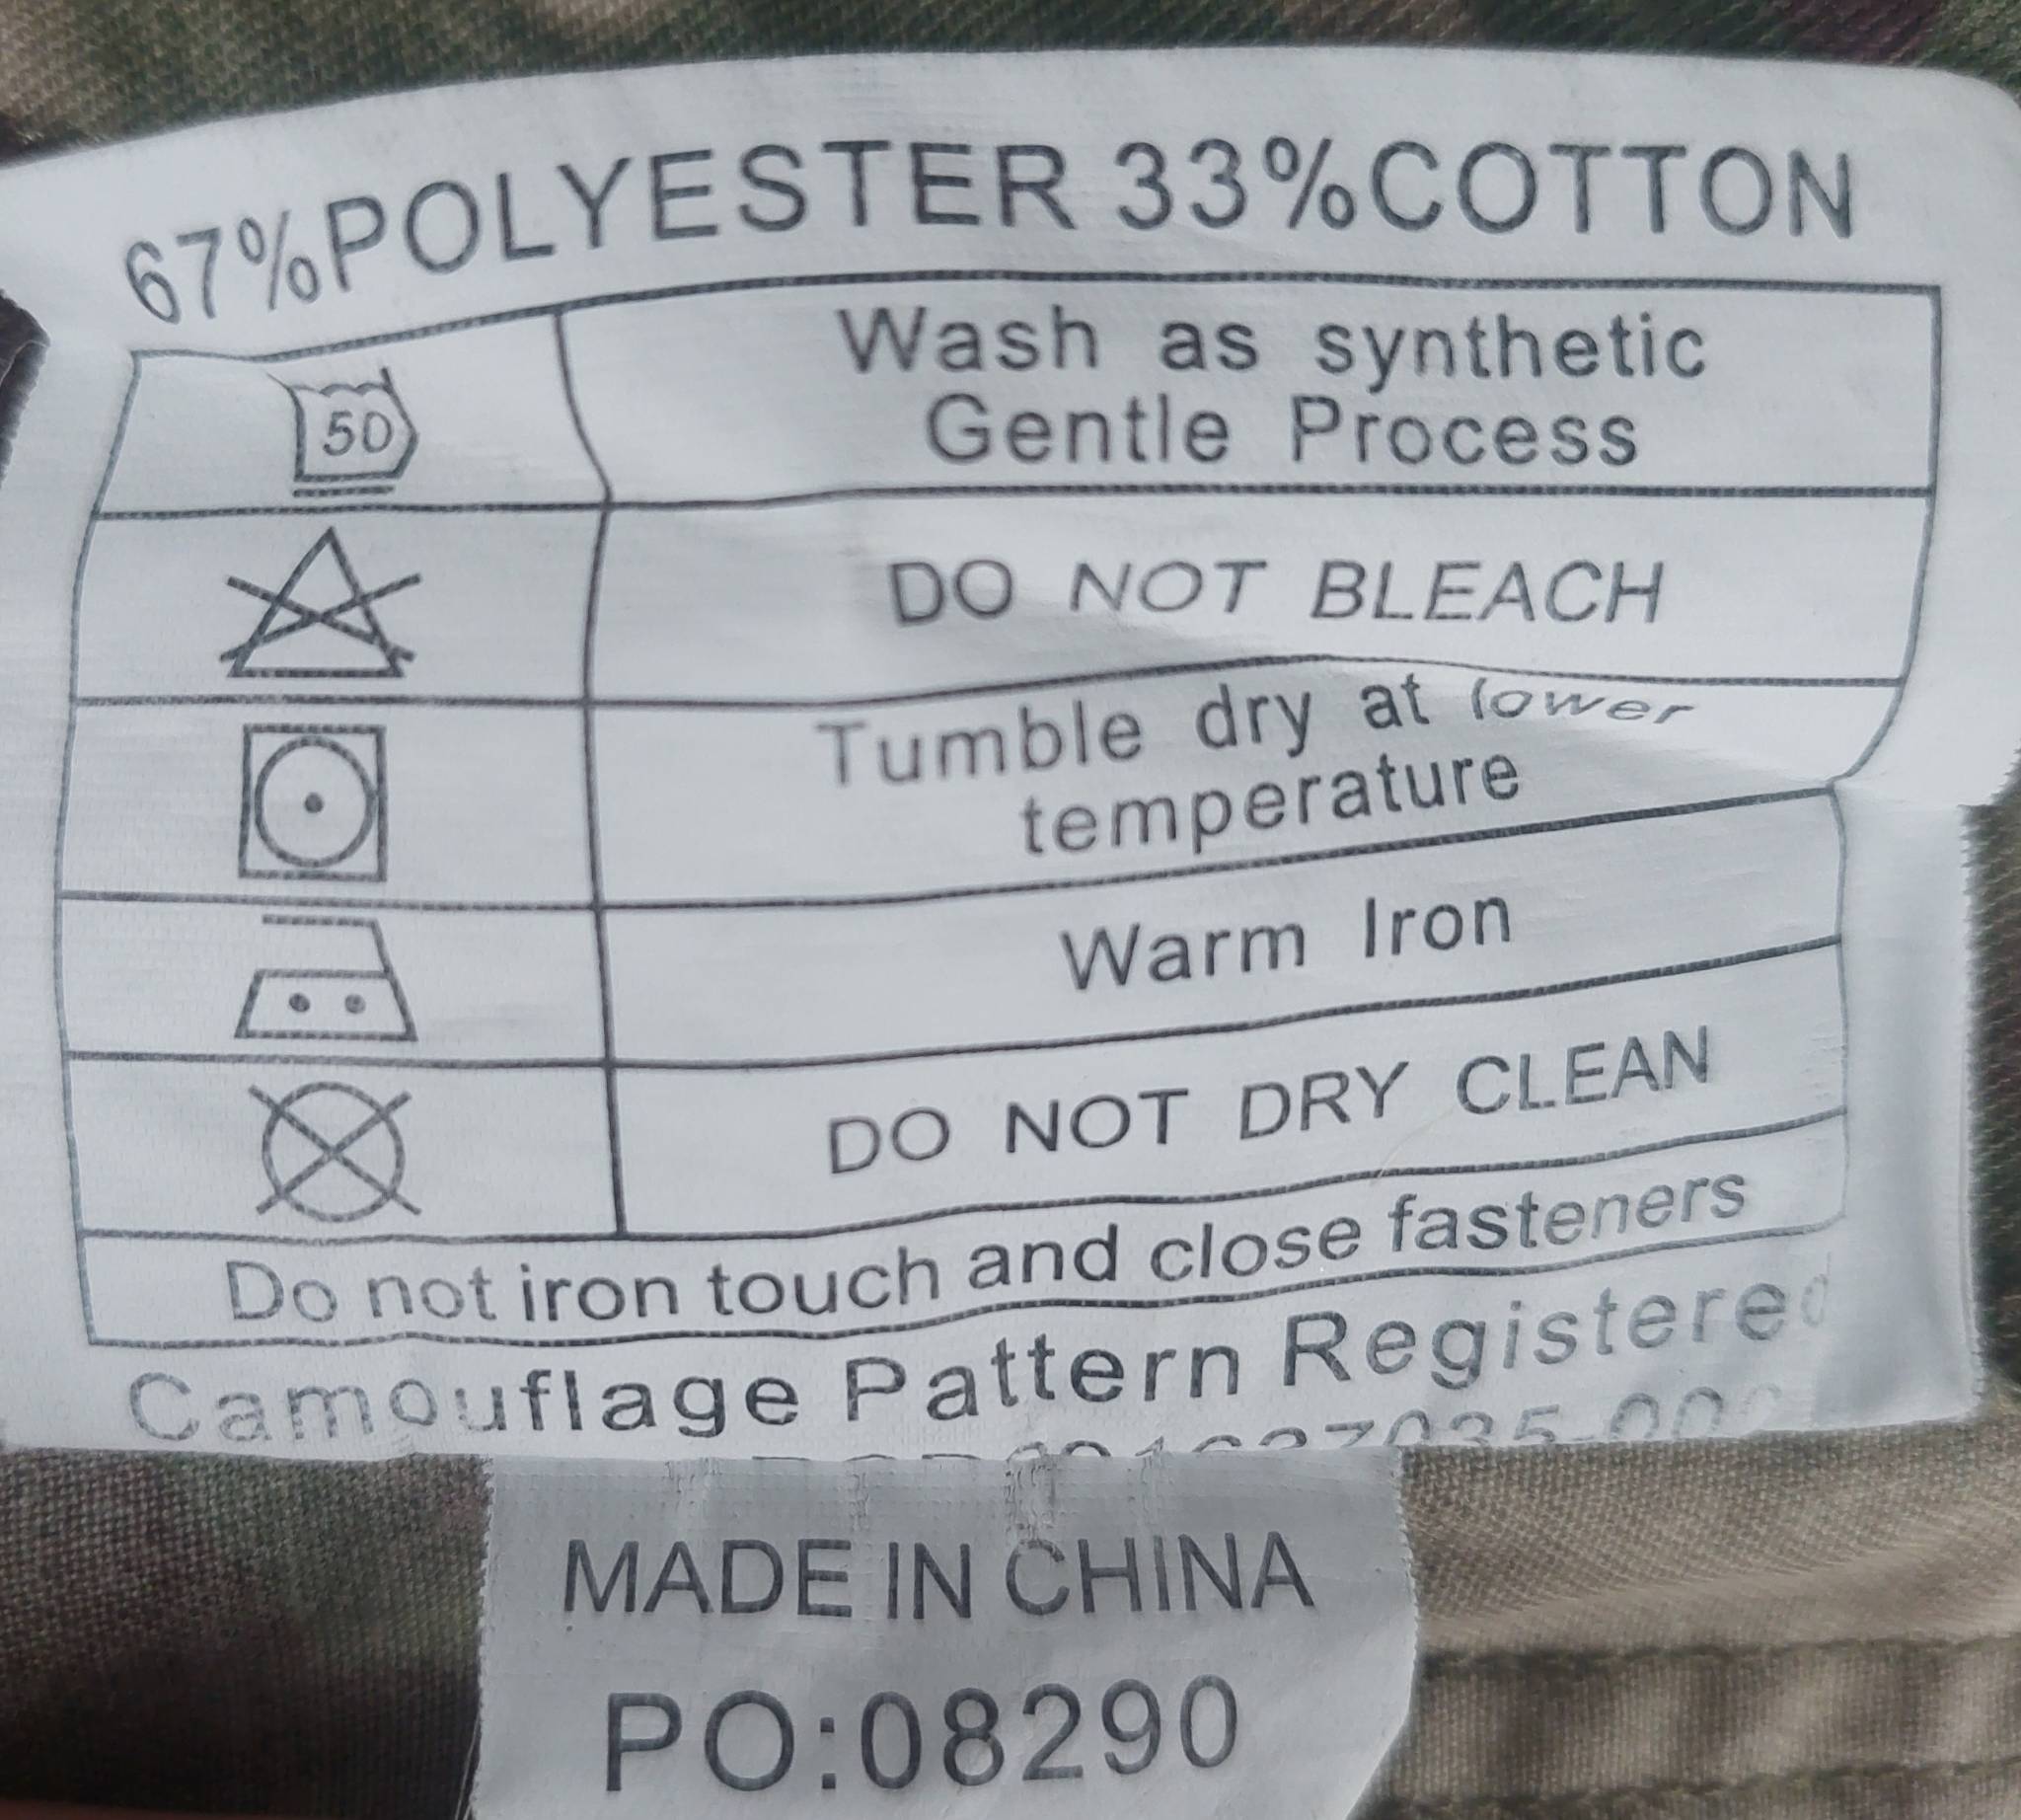 67%POLYESTER 33%COTTON
50
Wash as synthetic
Gentle Process
DO NOT BLEACH
Tumble dry at lower
temperature
Warm Iron
DO NOT DRY CLEAN
Do not iron touch and close fasteners
Camouflage Pattern Registered
MADE IN CHINA
PO:08290